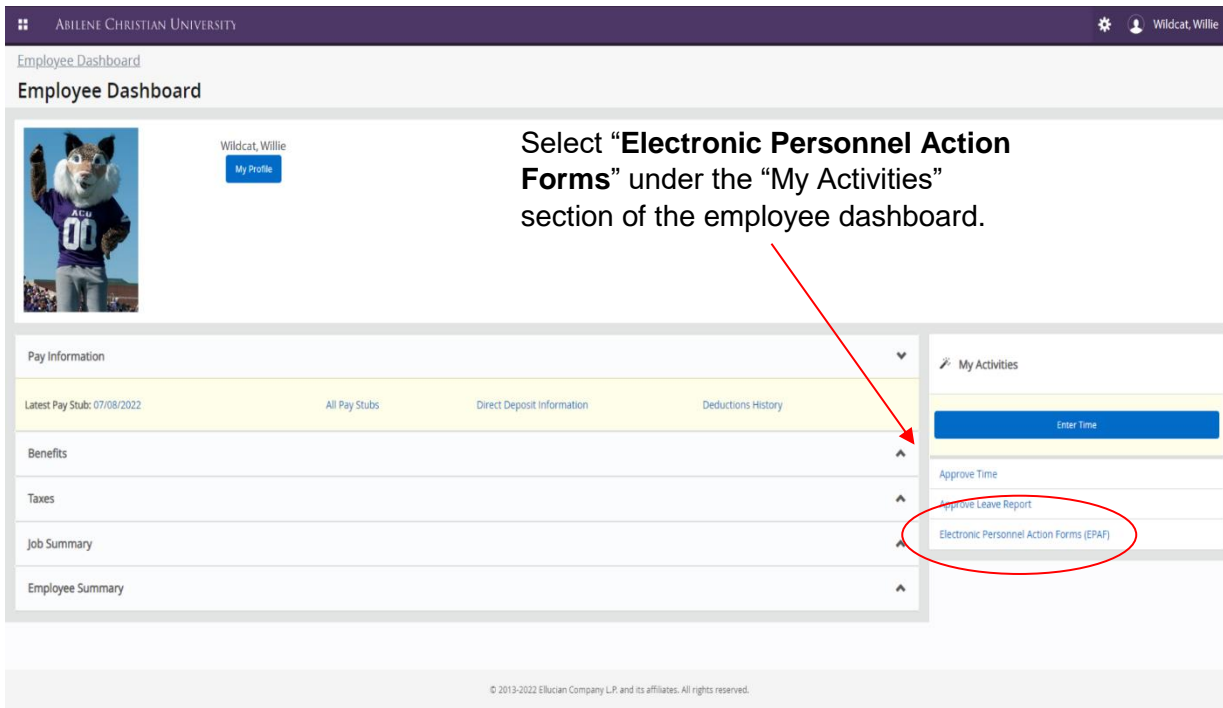 ABILENE CHRISTIAN UNIVERSITY
Wildcat, Willie
Employee Dashboard
Employee Dashboard
Wildcat, Willie
My Profile
ACU
00
Select “Electronic Personnel Action
Forms” under the “My Activities”
section of the employee dashboard.
Pay Information
Latest Pay Stub: 07/08/2022
All Pay Stubs
Direct Deposit Information
Deductions History
Benefits
Taxes
Job Summary
Employee Summary
My Activities
Enter Time
Approve Time
Approve Leave Report
Electronic Personnel Action Forms (EPAF)
© 2013-2022 Ellucian Company L.P. and its affiliates. All rights reserved.